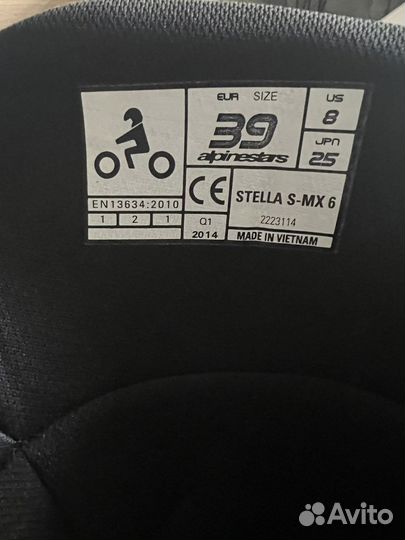 EUR SIZE
39
alpinestars
US
8
JPN
25
EN13634:2010
1 2 1
CE
Q1
2014
STELLA S-MX 6
2223114
MADE IN VIETNAM
Avito